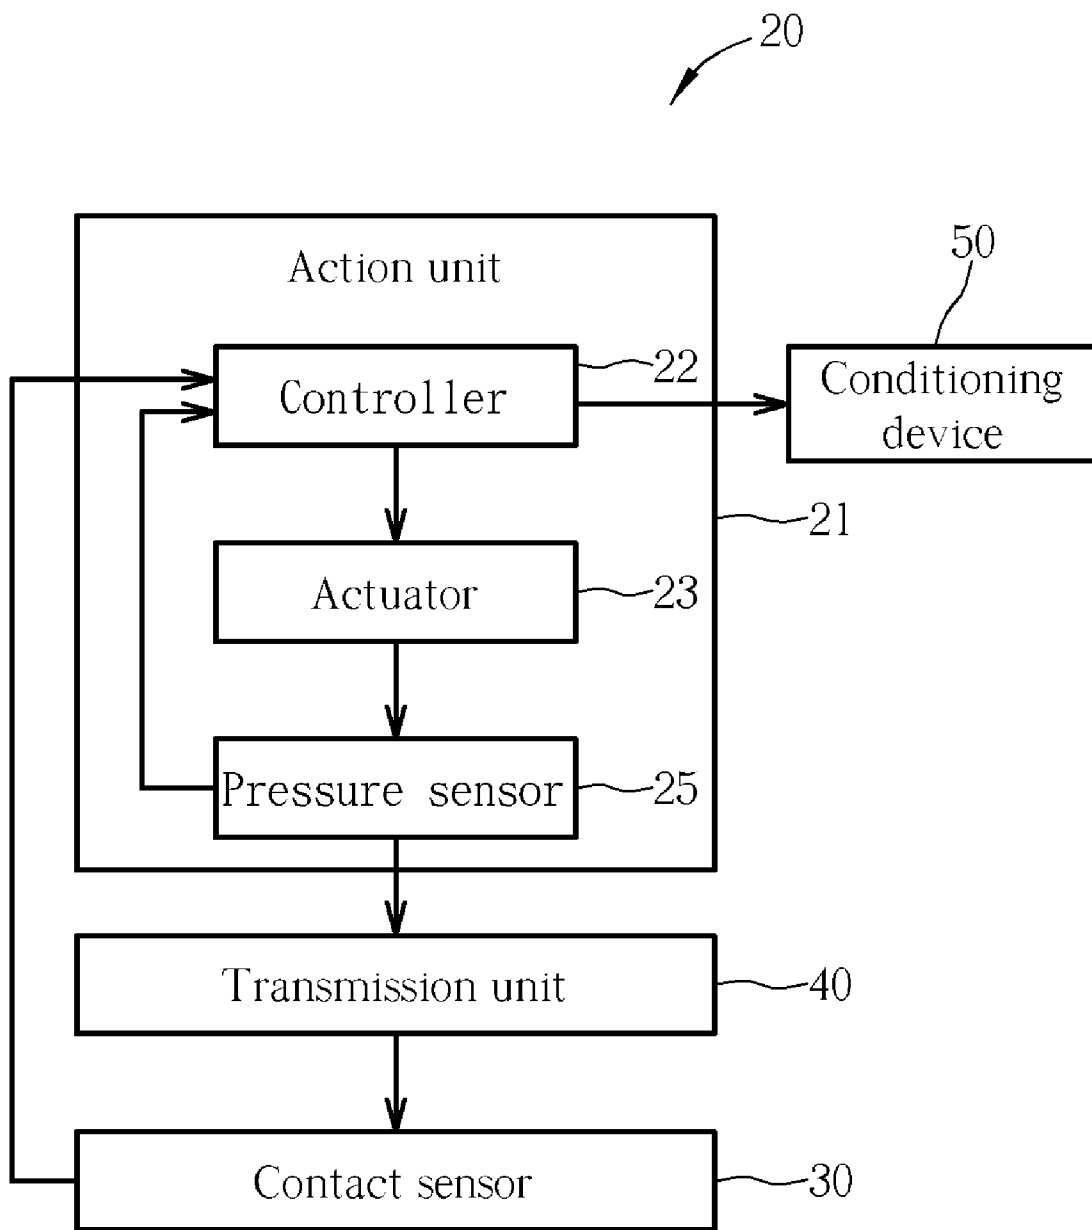 20
Action unit
50
Controller
22
Conditioning
device
21
Actuator
23
Pressure sensor
25
Transmission unit
40
Contact sensor
30